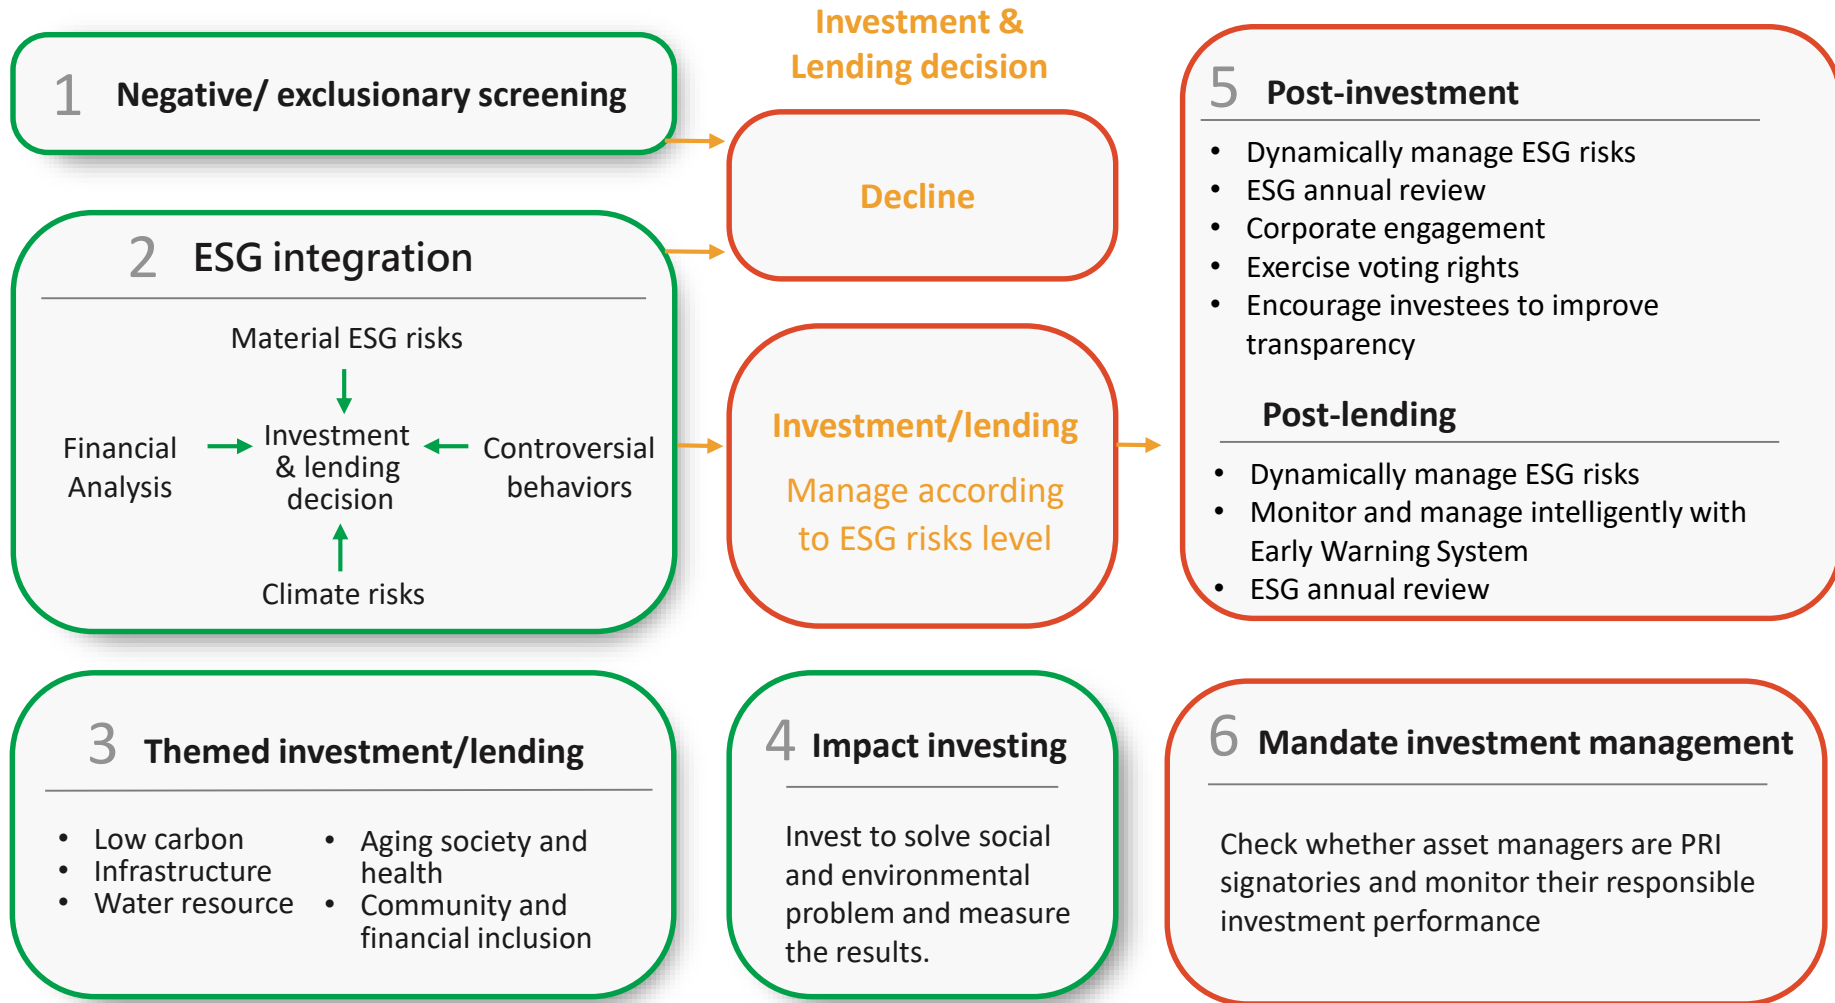 1 Negative/ exclusionary screening
Investment &
Lending decision
Decline
2 ESG integration
Material ESG risks
Financial
Analysis
Investment
& lending
decision
Controversial
behaviors
Climate risks
Investment/lending
Manage according
to ESG risks level
5 Post-investment
• Dynamically manage ESG risks
• ESG annual review
• Corporate engagement
• Exercise voting rights
• Encourage investees to improve
transparency
Post-lending
• Dynamically manage ESG risks
• Monitor and manage intelligently with
Early Warning System
• ESG annual review
3 Themed investment/lending
• Low carbon
• Infrastructure
• Water resource
• Aging society and
health
• Community and
financial inclusion
4 Impact investing
Invest to solve social
and environmental
problem and measure
the results.
6 Mandate investment management
Check whether asset managers are PRI
signatories and monitor their responsible
investment performance